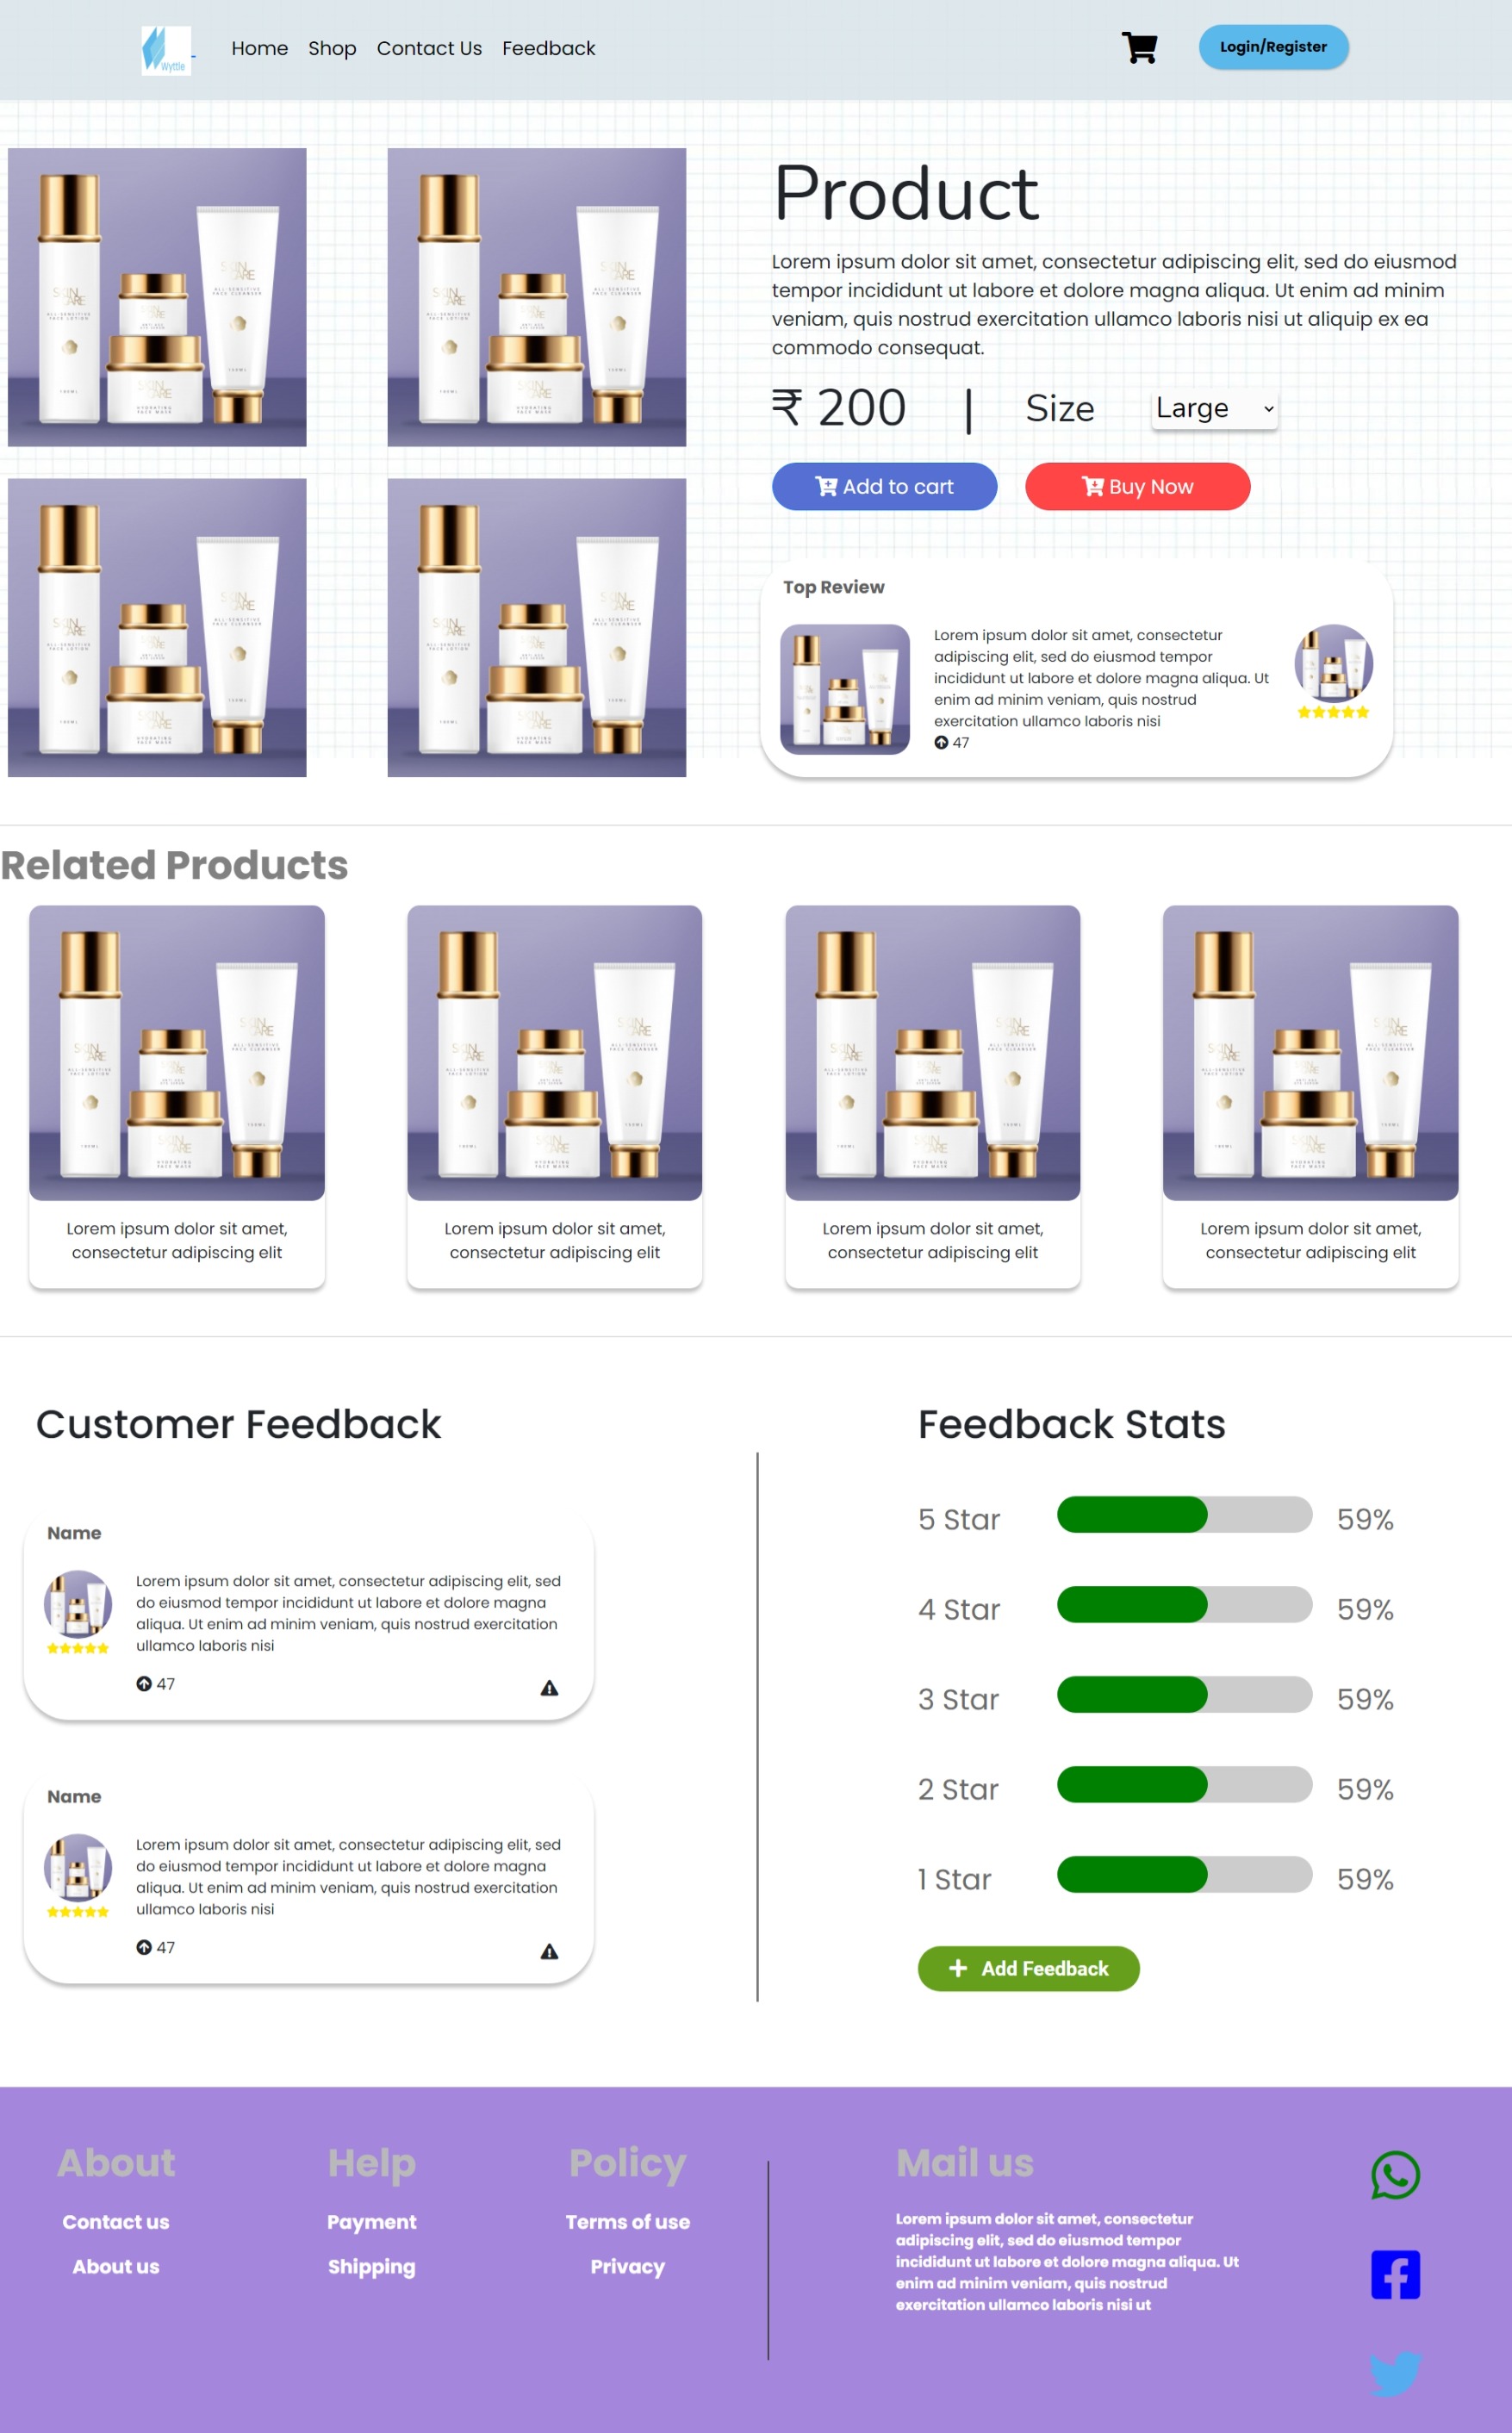 Wyttle
Home Shop Contact Us Feedback
Login/Register
Product
Lorem ipsum dolor sit amet, consectetur adipiscing elit, sed do eiusmod
tempor incididunt ut labore et dolore magna aliqua. Ut enim ad minim
veniam, quis nostrud exercitation ullamco laboris nisi ut aliquip ex ea
commodo consequat.
₹ 200 | Size Large
Add to cart Buy Now
Top Review
Lorem ipsum dolor sit amet, consectetur
adipiscing elit, sed do eiusmod tempor
incididunt ut labore et dolore magna aliqua. Ut
enim ad minim veniam, quis nostrud
exercitation ullamco laboris nisi
47
Related Products
Lorem ipsum dolor sit amet,
consectetur adipiscing elit
Lorem ipsum dolor sit amet,
consectetur adipiscing elit
Lorem ipsum dolor sit amet,
consectetur adipiscing elit
Lorem ipsum dolor sit amet,
consectetur adipiscing elit
Customer Feedback
Name
Lorem ipsum dolor sit amet, consectetur adipiscing elit, sed
do eiusmod tempor incididunt ut labore et dolore magna
aliqua. Ut enim ad minim veniam, quis nostrud exercitation
ullamco laboris nisi
47
Name
Lorem ipsum dolor sit amet, consectetur adipiscing elit, sed
do eiusmod tempor incididunt ut labore et dolore magna
aliqua. Ut enim ad minim veniam, quis nostrud exercitation
ullamco laboris nisi
47
Feedback Stats
5 Star 59%
4 Star 59%
3 Star 59%
2 Star 59%
1 Star 59%
Add Feedback
About
Contact us
About us
Help
Payment
Shipping
Policy
Terms of use
Privacy
Mail us
Lorem ipsum dolor sit amet, consectetur
adipiscing elit, sed do eiusmod tempor
incididunt ut labore et dolore magna aliqua. Ut
enim ad minim veniam, quis nostrud
exercitation ullamco laboris nisi ut